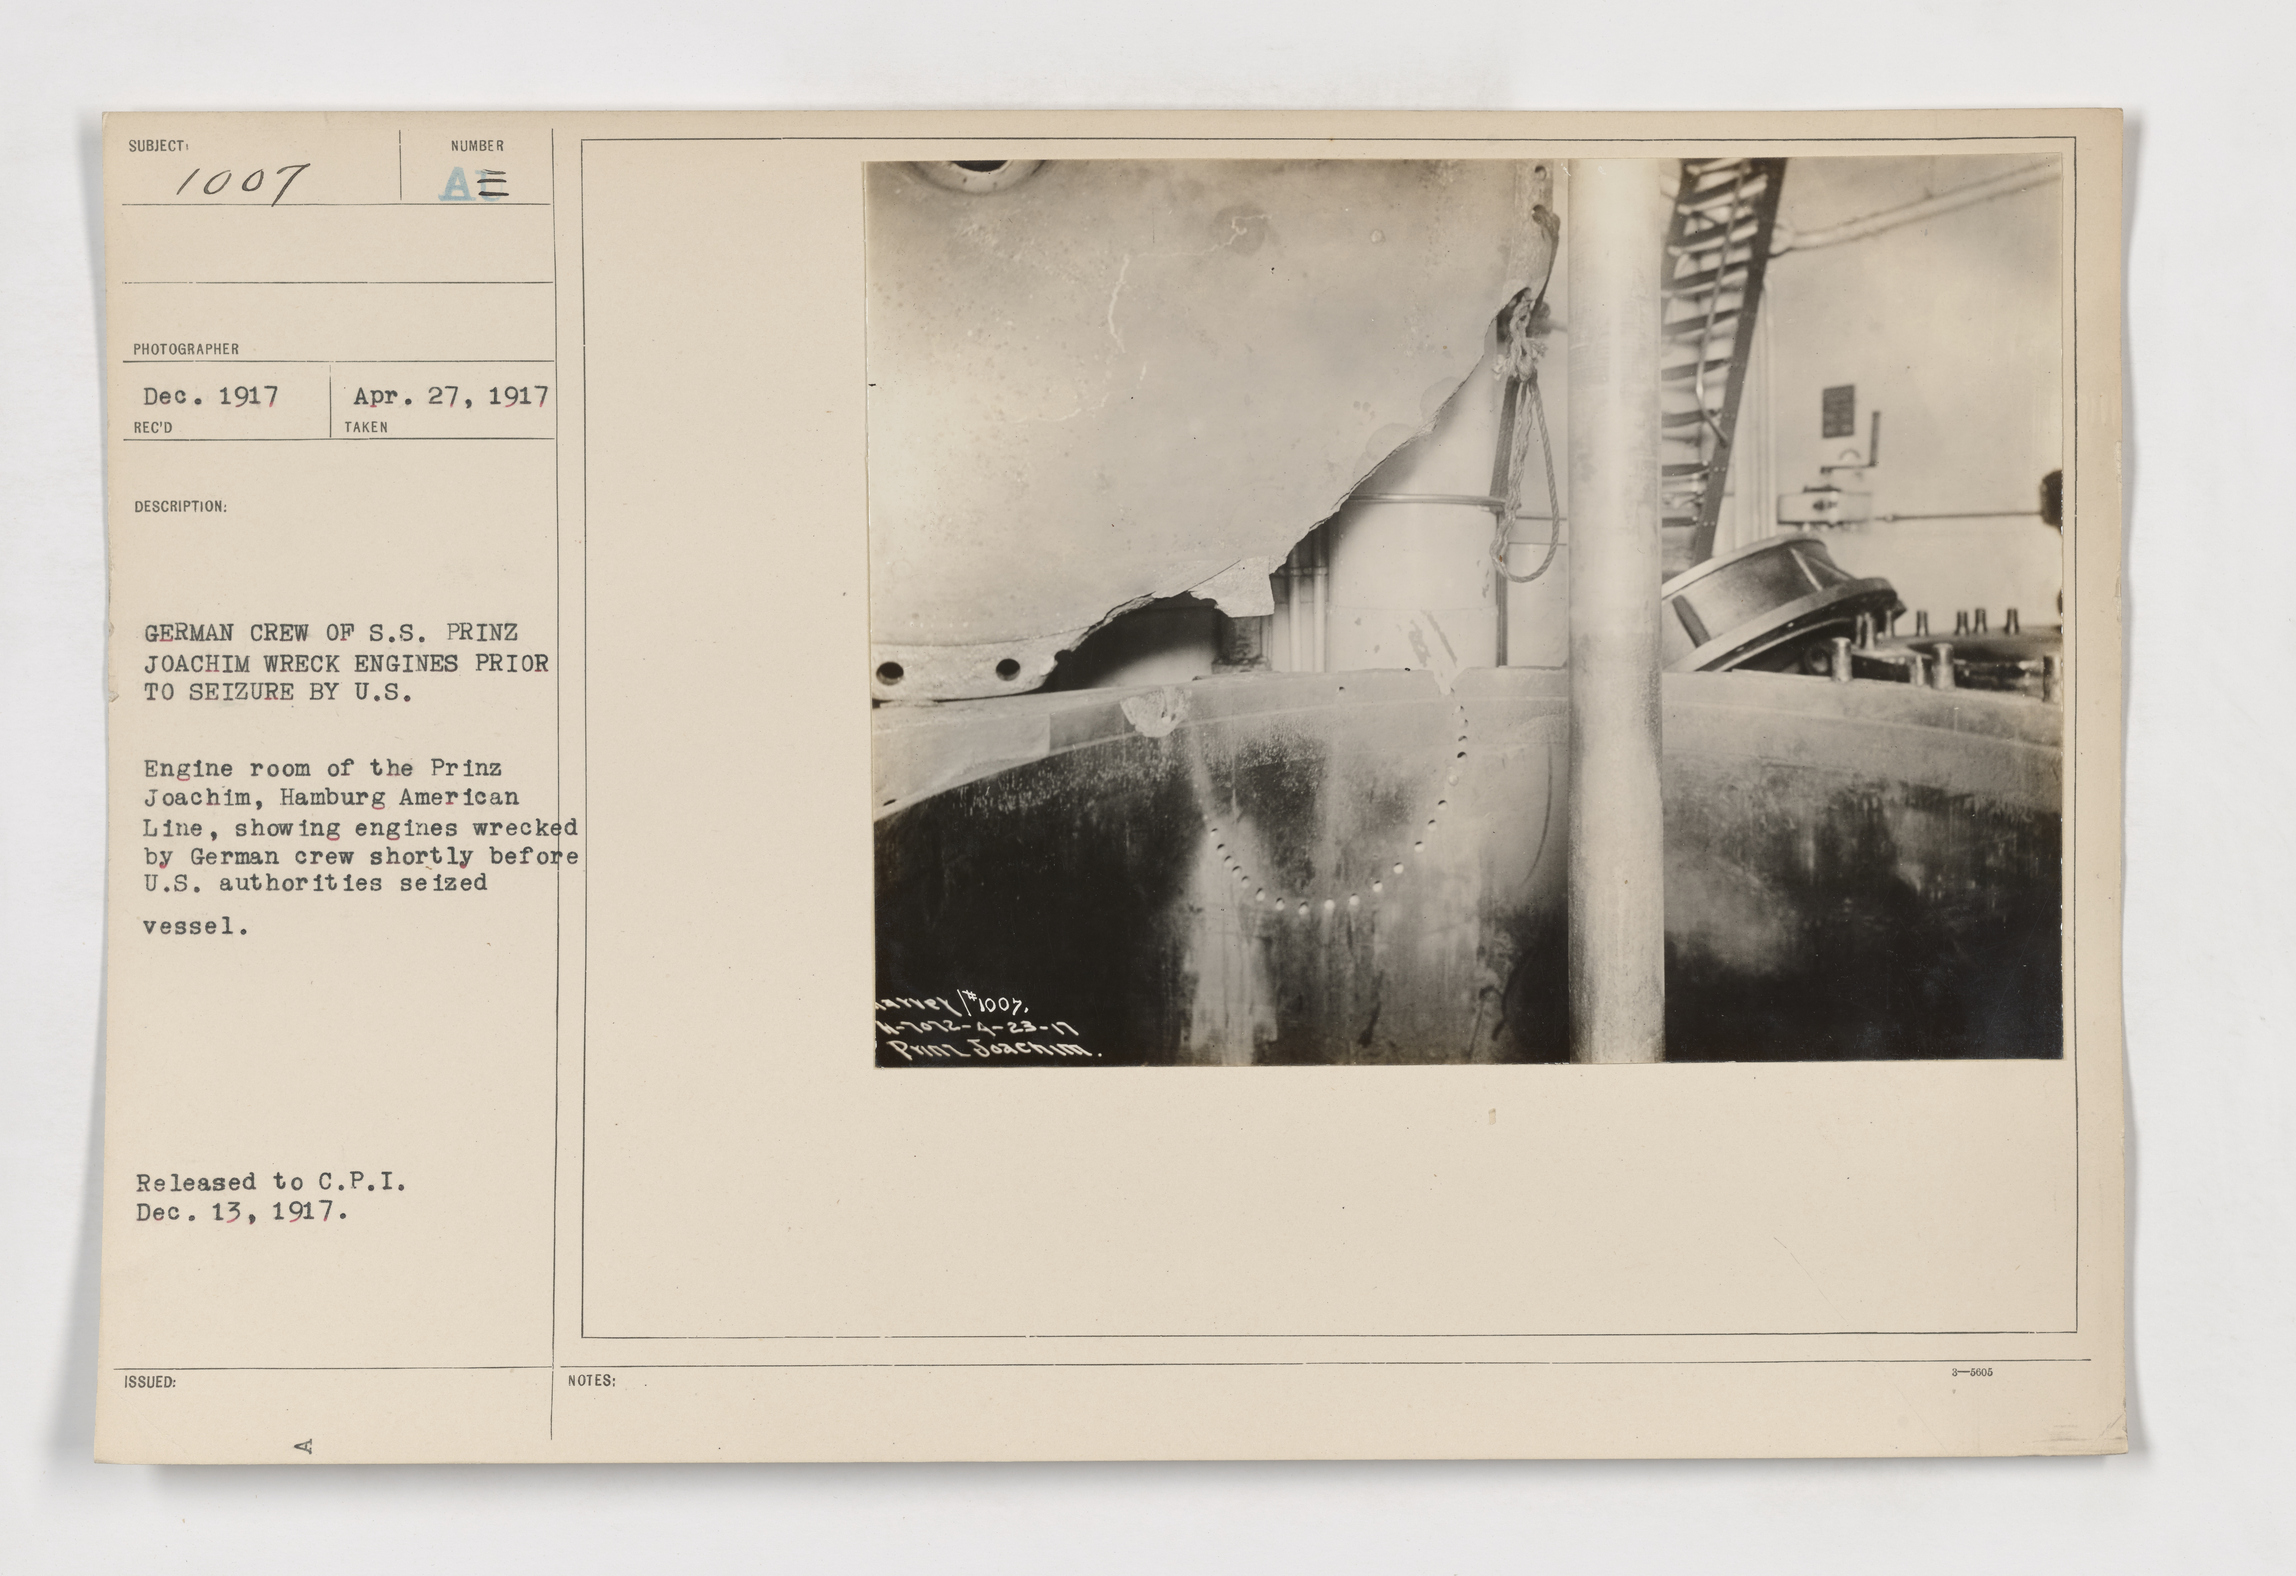 SUBJECT:
1007
NUMBER
PHOTOGRAPHER
Dec. 1917
REC'D
Apr. 27, 1917
TAKEN
DESCRIPTION:
GERMAN CREW OF S.S. PRINZ
JOACHIM WRECK ENGINES PRIOR
TO SEIZURE BY U.S.
Engine room of the Prinz
Joachim, Hamburg American
Line, showing engines wrecked
by German crew shortly before
U.S. authorities seized
vessel.
Released to C.P.I.
Dec. 13, 1917.
ISSUED:
A
#1007.
H-7072-4-23-17
Prinz Joachim.
NOTES:
3—5605